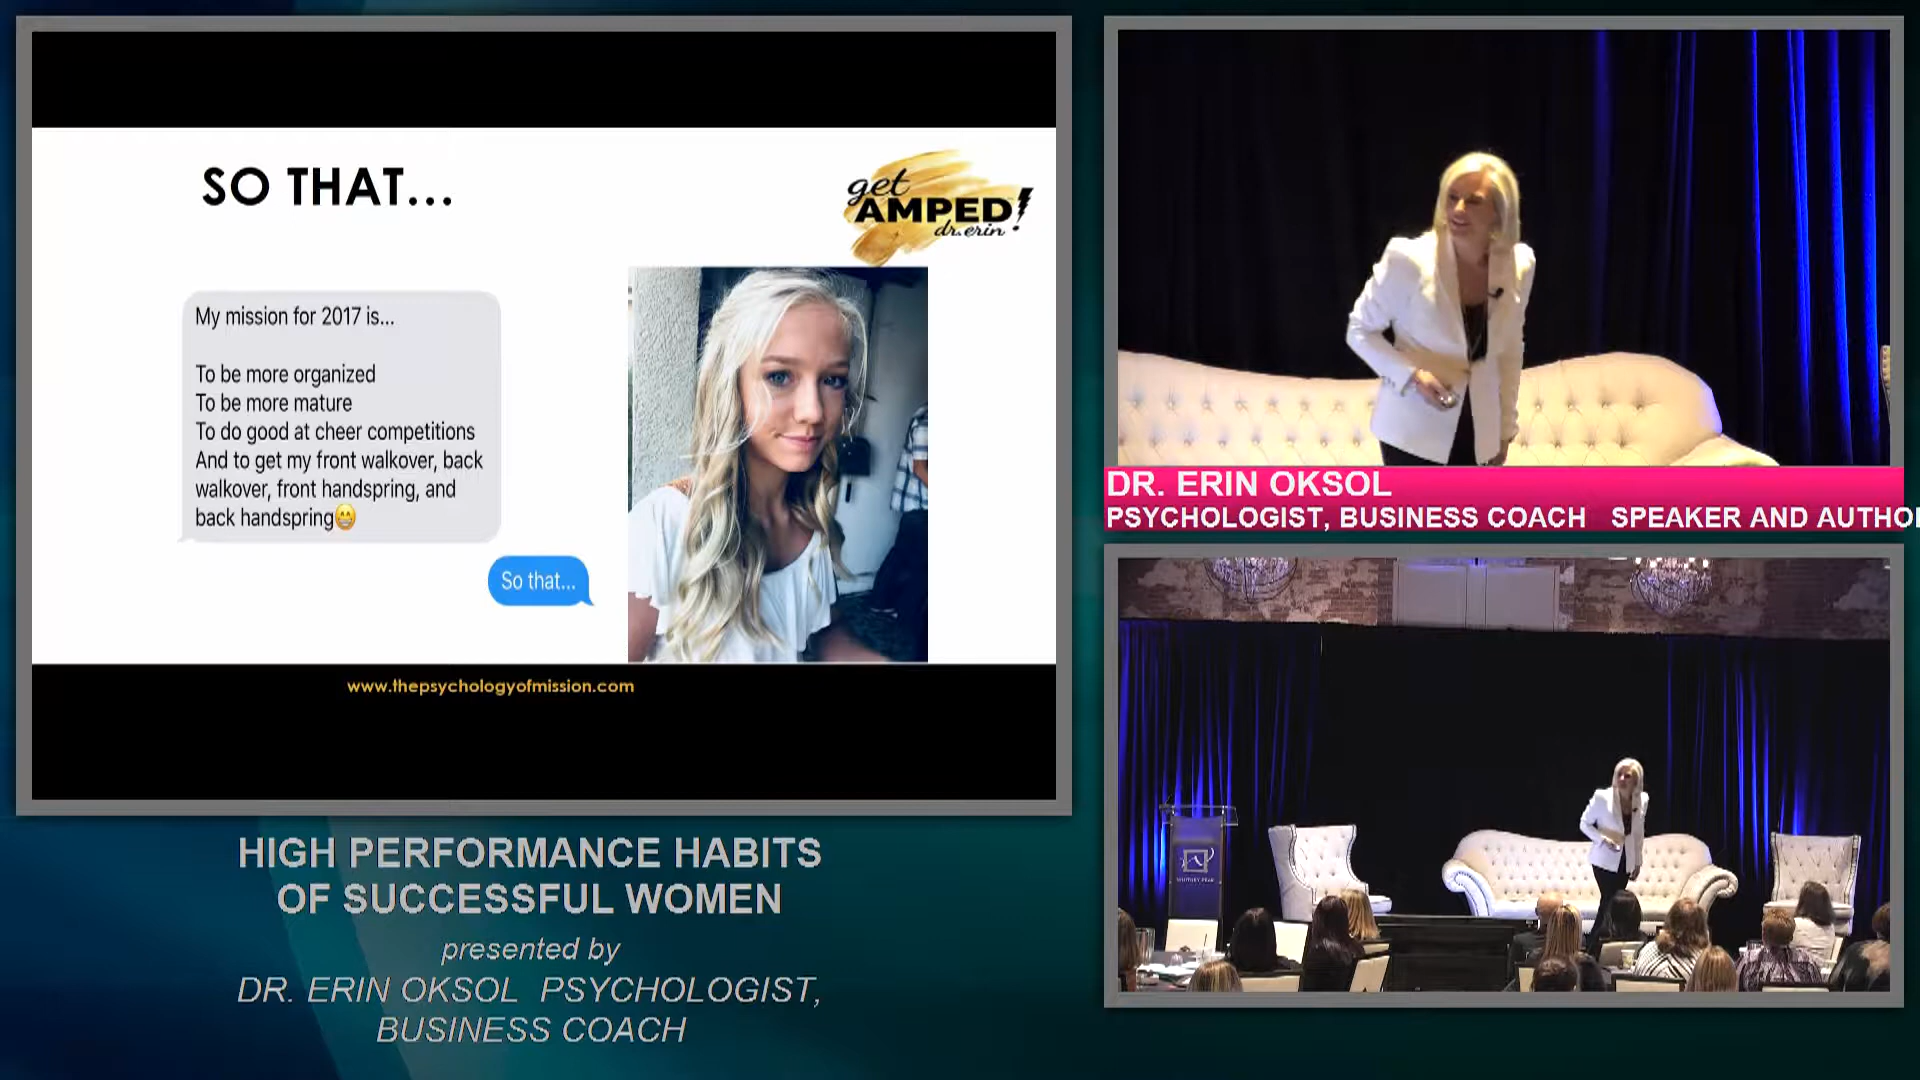 SO THAT...
get
AMPED!
dr.erin
My mission for 2017 is...
To be more organized
To be more mature
To do good at cheer competitions
And to get my front walkover, back
walkover, front handspring, and
back handspring😁
So that...
www.thepsychologyofmission.com
HIGH PERFORMANCE HABITS
OF SUCCESSFUL WOMEN
presented by
DR. ERIN OKSOL PSYCHOLOGIST,
BUSINESS COACH
DR. ERIN OKSOL
PSYCHOLOGIST, BUSINESS COACH SPEAKER AND AUTHO